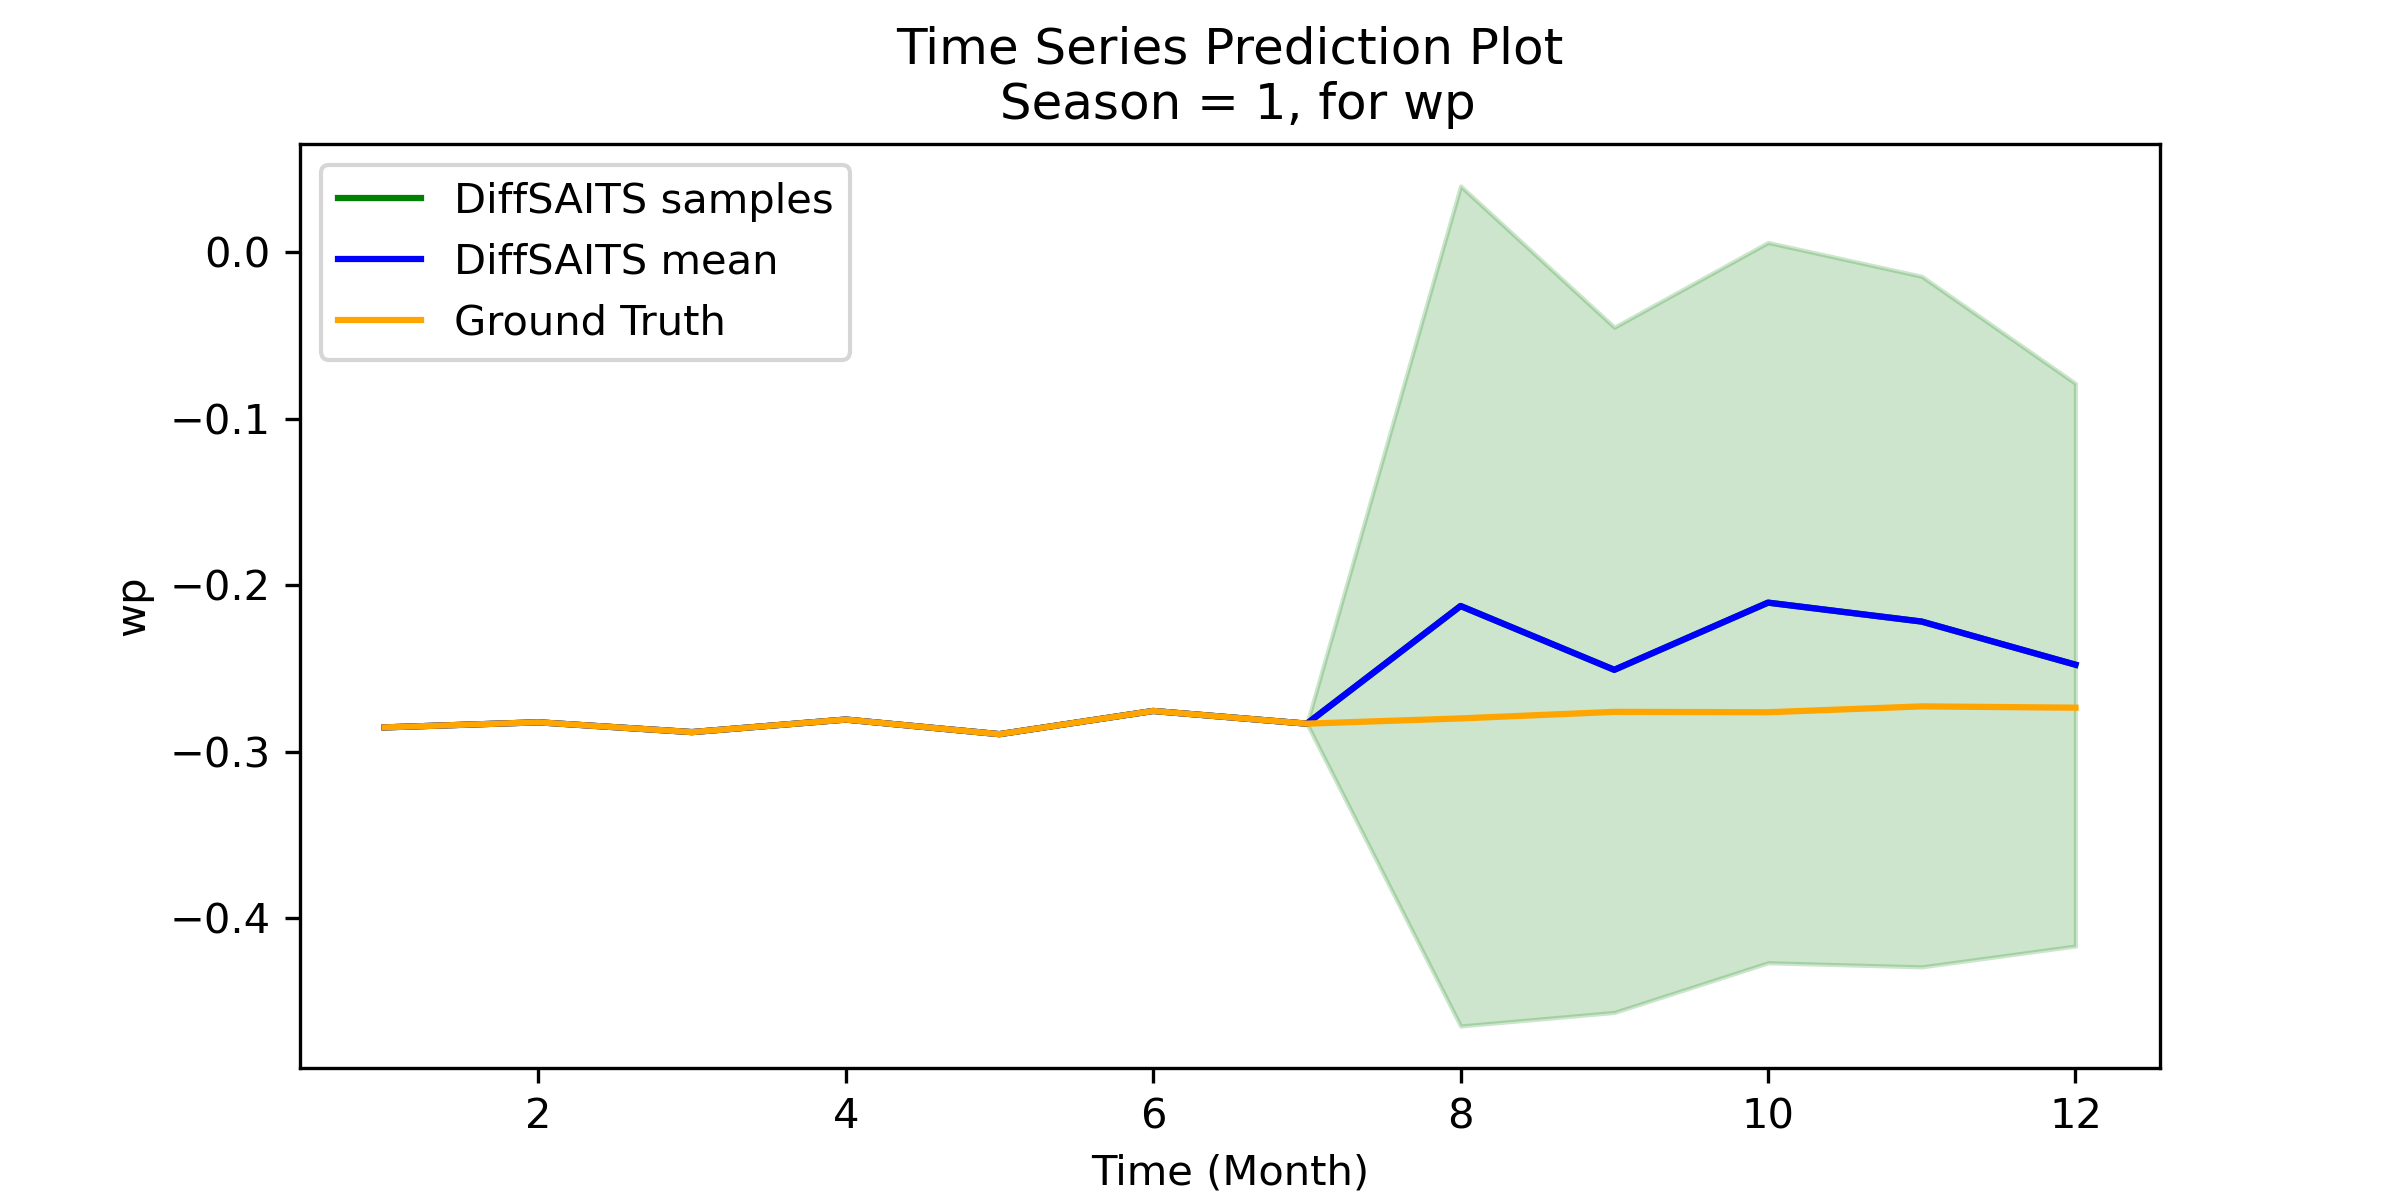 Time Series Prediction Plot
Season = 1, for wp
DiffSAITS samples
DiffSAITS mean
Ground Truth
0.0
−0.1
−0.2
−0.3
−0.4
wp
2 4 6 8 10 12
Time (Month)